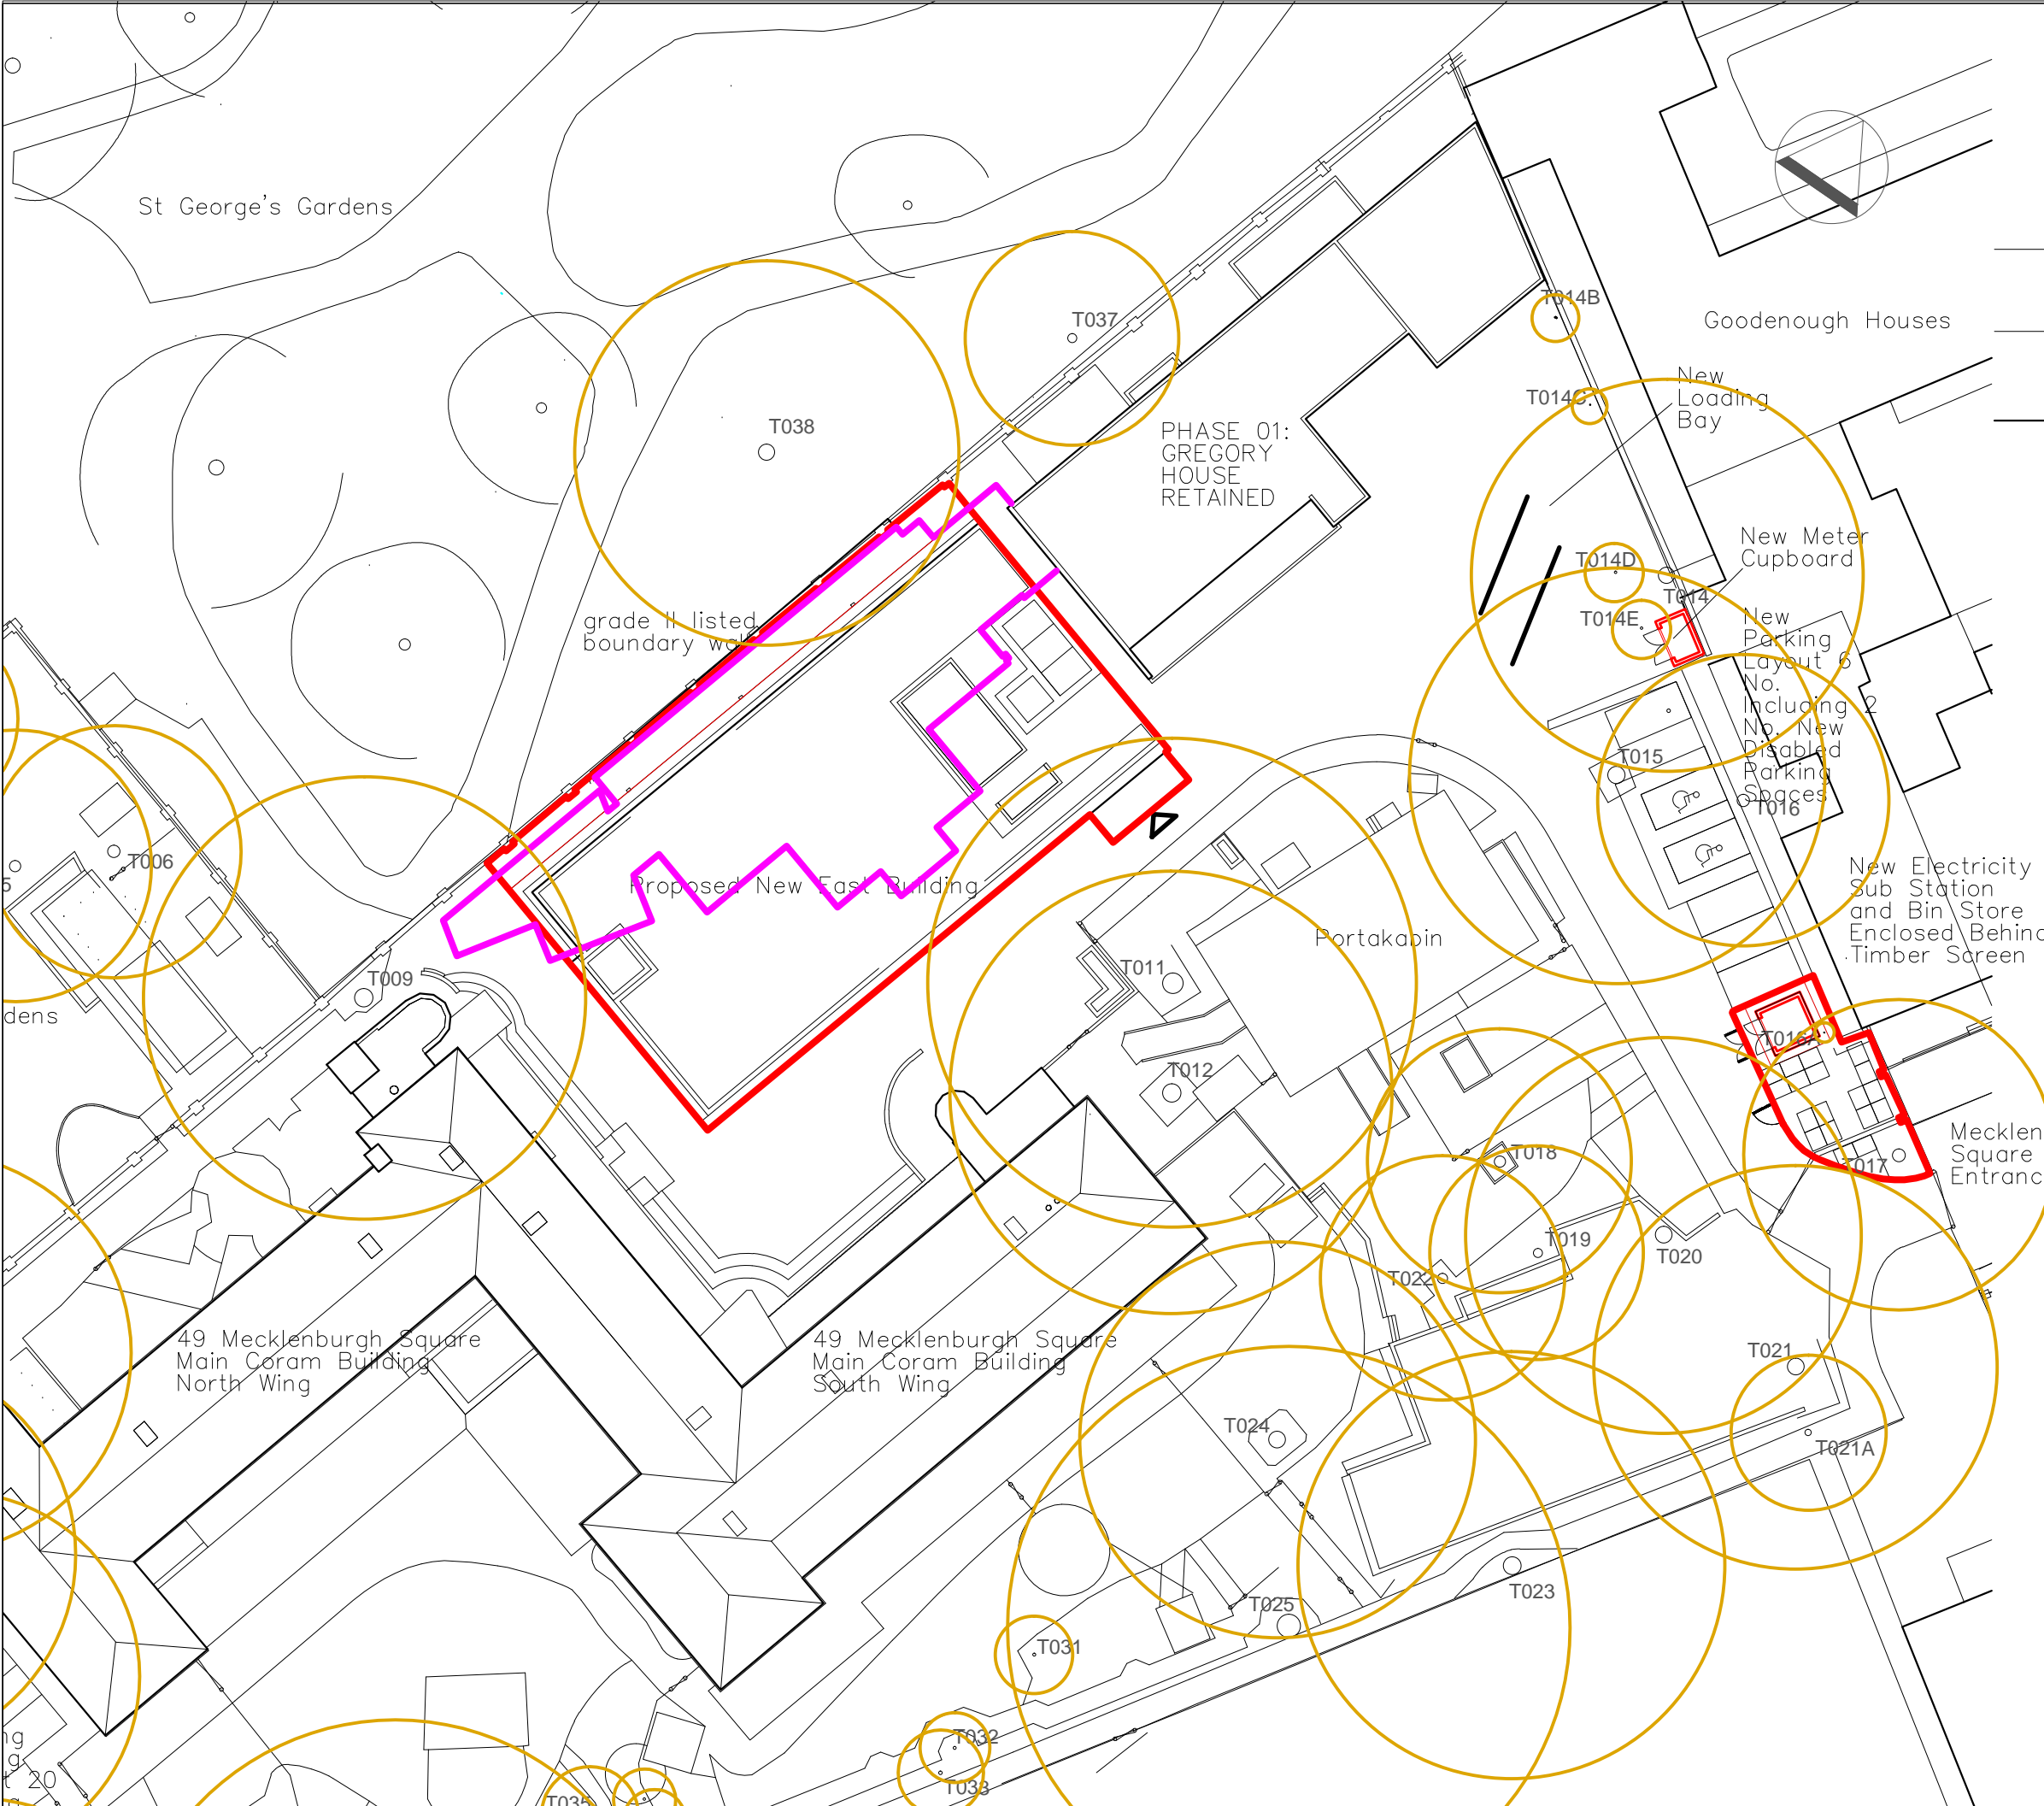 St George's Gardens
T037
T038
T014B
Goodenough Houses
New
Loading
Bay
T014C
PHASE 01:
GREGORY
HOUSE
RETAINED
New Meter
Cupboard
T014D
T014
T014E
grade II listed
boundary wall
New
Parking
Layout 6
No.
Including 2
No. New
Disabled
Parking
Spaces
T015
T016
T006
5
Proposed New East Building
New Electricity
Sub Station
and Bin Store
Enclosed Behind
Timber Screen
Portakabin
T009
T011
dens
T016A
T012
T017
T018
Mecklen
Square
Entranc
T019
T020
T022
49 Mecklenburgh Square
Main Coram Building
North Wing
49 Mecklenburgh Square
Main Coram Building
South Wing
T021
T024
T021A
T023
T025
T031
T032
T033
T035
ng
g
t 20